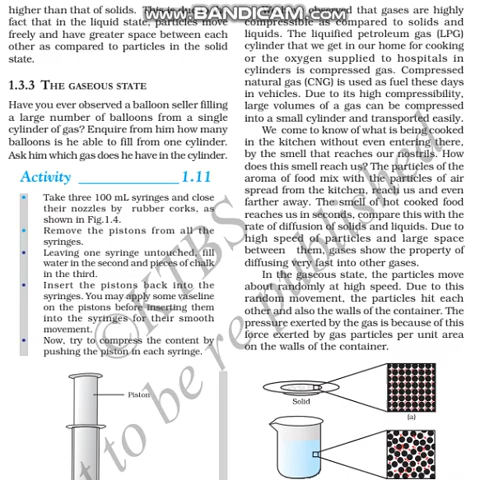 higher than that of solids. This is due to the
fact that in the liquid state, particles move
freely and have greater space between each
other as compared to particles in the solid
state.
1.3.3 THE GASEOUS STATE
Have you ever observed a balloon seller filling
a large number of balloons from a single
cylinder of gas? Enquire from him how many
balloons is he able to fill from one cylinder.
Ask him which gas does he have in the cylinder.
Activity ______________ 1.11
• Take three 100 mL syringes and close
their nozzles by rubber corks, as
shown in Fig.1.4.
• Remove the pistons from all the
syringes.
• Leaving one syringe untouched, fill
water in the second and pieces of chalk
in the third.
• Insert the pistons back into the
syringes. You may apply some vaseline
on the pistons before inserting them
into the syringes for their smooth
movement.
• Now, try to compress the content by
pushing the piston in each syringe.
Piston
www.BANDICAM.com
observed that gases are highly
compressible as compared to solids and
liquids. The liquified petroleum gas (LPG)
cylinder that we get in our home for cooking
or the oxygen supplied to hospitals in
cylinders is compressed gas. Compressed
natural gas (CNG) is used as fuel these days
in vehicles. Due to its high compressibility,
large volumes of a gas can be compressed
into a small cylinder and transported easily.
We come to know of what is being cooked
in the kitchen without even entering there,
by the smell that reaches our nostrils. How
does this smell reach us? The particles of the
aroma of food mix with the particles of air
spread from the kitchen, reach us and even
farther away. The smell of hot cooked food
reaches us in seconds; compare this with the
rate of diffusion of solids and liquids. Due to
high speed of particles and large space
between them, gases show the property of
diffusing very fast into other gases.
In the gaseous state, the particles move
about randomly at high speed. Due to this
random movement, the particles hit each
other and also the walls of the container. The
pressure exerted by the gas is because of this
force exerted by gas particles per unit area
on the walls of the container.
Solid
(a)
©KTBS
t to be republished